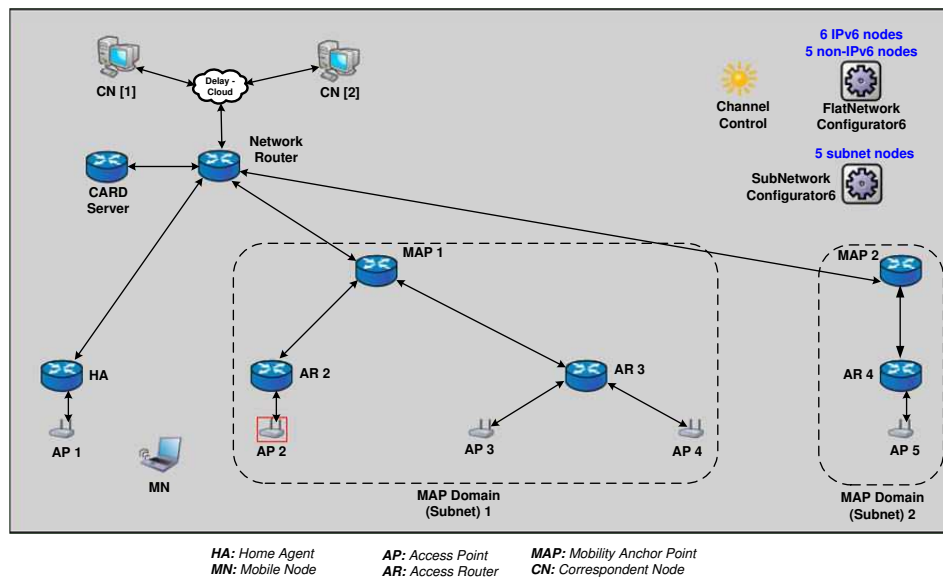 6 IPv6 nodes
5 non-IPv6 nodes
CN [1]
Delay -
Cloud
CN [2]
Channel
Control
FlatNetwork
Configurator6
Network
Router
CARD
Server
5 subnet nodes
SubNetwork
Configurator6
MAP 1
MAP 2
HA
AR 2
AR 3
AR 4
AP 1
MN
AP 2
AP 3
AP 4
AP 5
MAP Domain
(Subnet) 1
MAP Domain
(Subnet) 2
HA: Home Agent
AP: Access Point
MAP: Mobility Anchor Point
MN: Mobile Node
AR: Access Router
CN: Correspondent Node